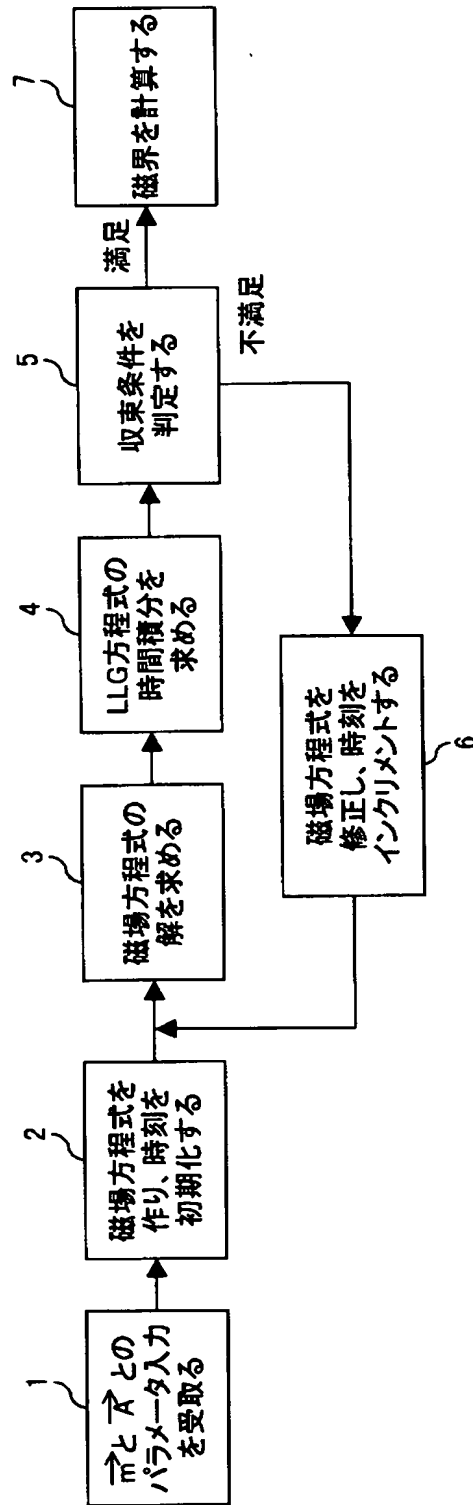 1
m→ と A→ との
パラメータ入力
を受取る
2
磁場方程式を
作り、時刻を
初期化する
3
磁場方程式の
解を求める
4
LLG方程式の
時間積分を
求める
5
収束条件を
判定する
満足
不満足
6
磁場方程式を
修正し、時刻を
インクリメントする
7
磁界を計算する